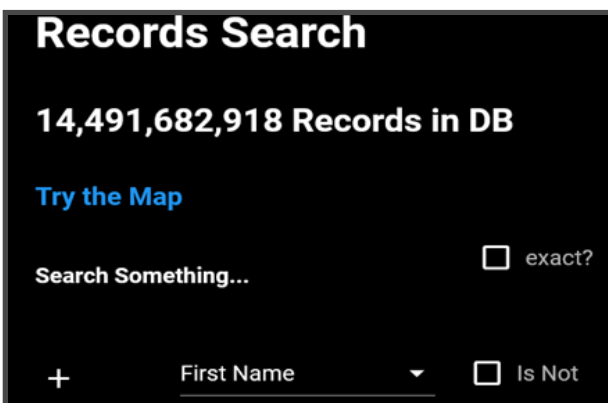 Records Search
14,491,682,918 Records in DB
Try the Map
exact?
Search Something...
+ First Name Is Not